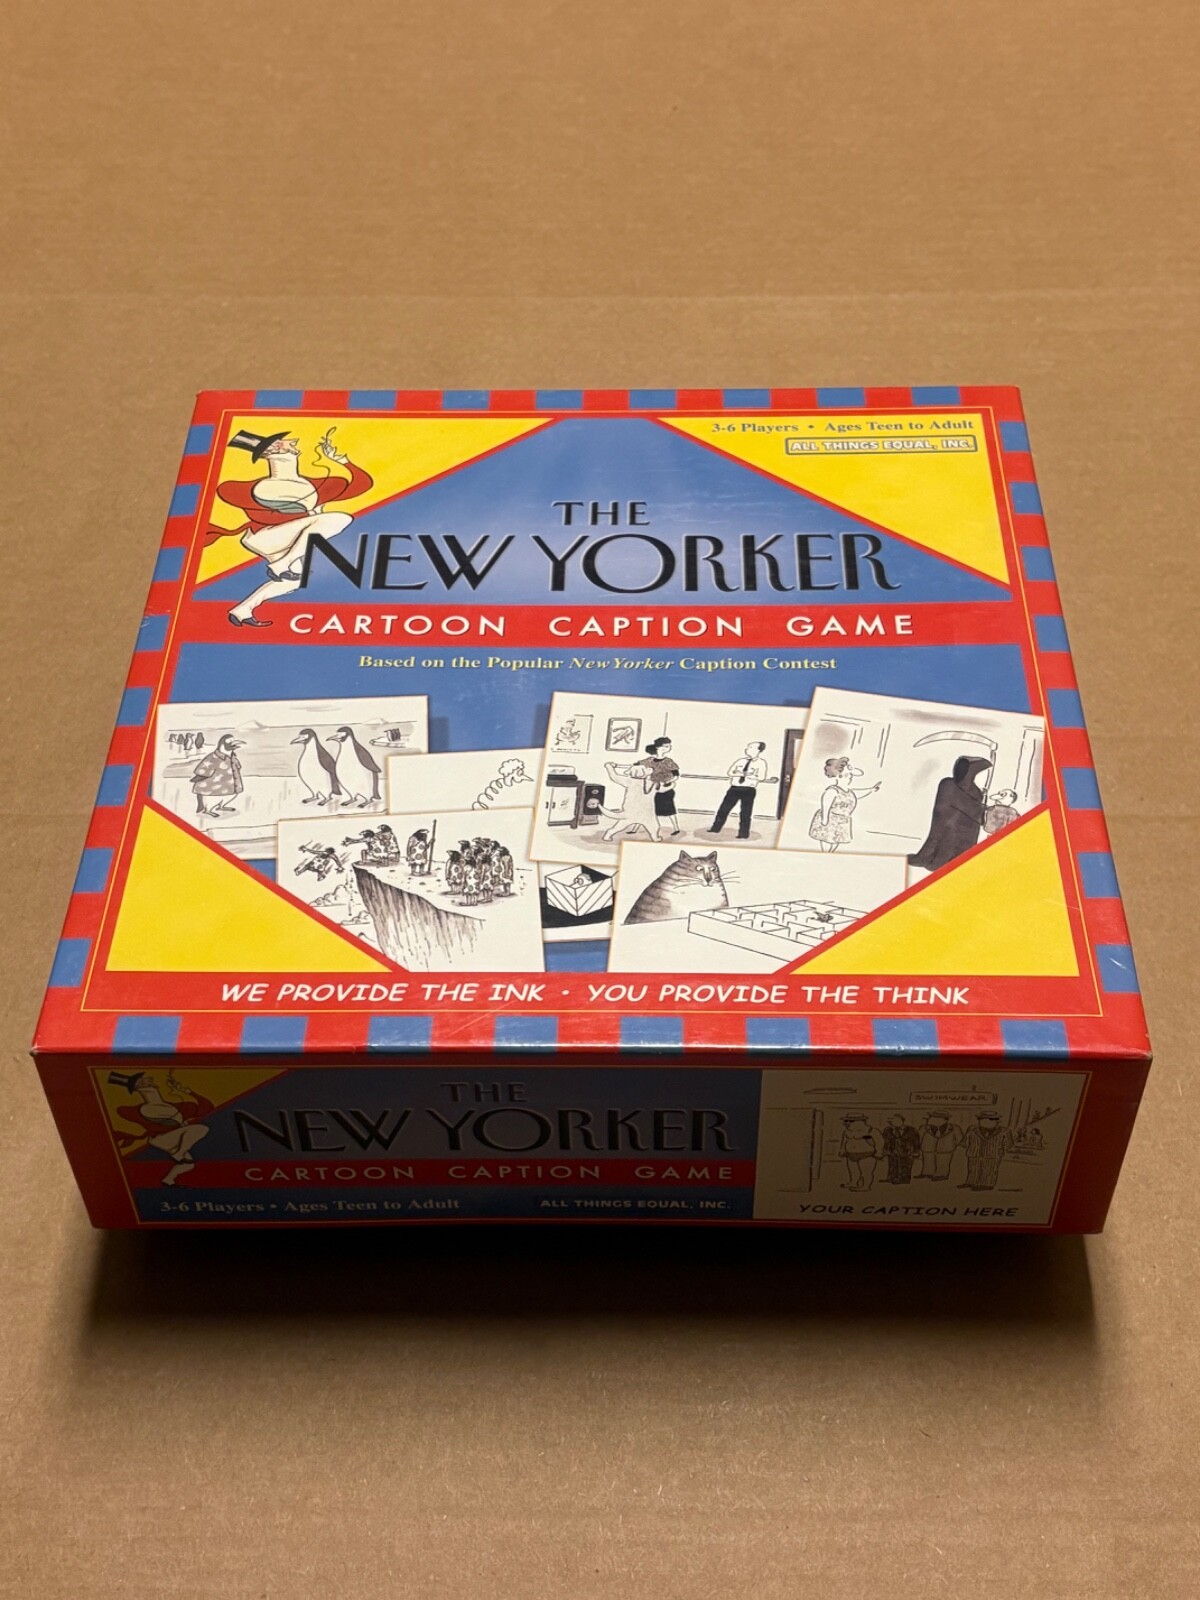 3-6 Players • Ages Teen to Adult
ALL THINGS EQUAL, INC.
THE
NEW YORKER
CARTOON CAPTION GAME
Based on the Popular New Yorker Caption Contest
WE PROVIDE THE INK • YOU PROVIDE THE THINK
THE
NEW YORKER
CARTOON CAPTION GAME
3-6 Players • Ages Teen to Adult
ALL THINGS EQUAL, INC.
SWIMWEAR
YOUR CAPTION HERE